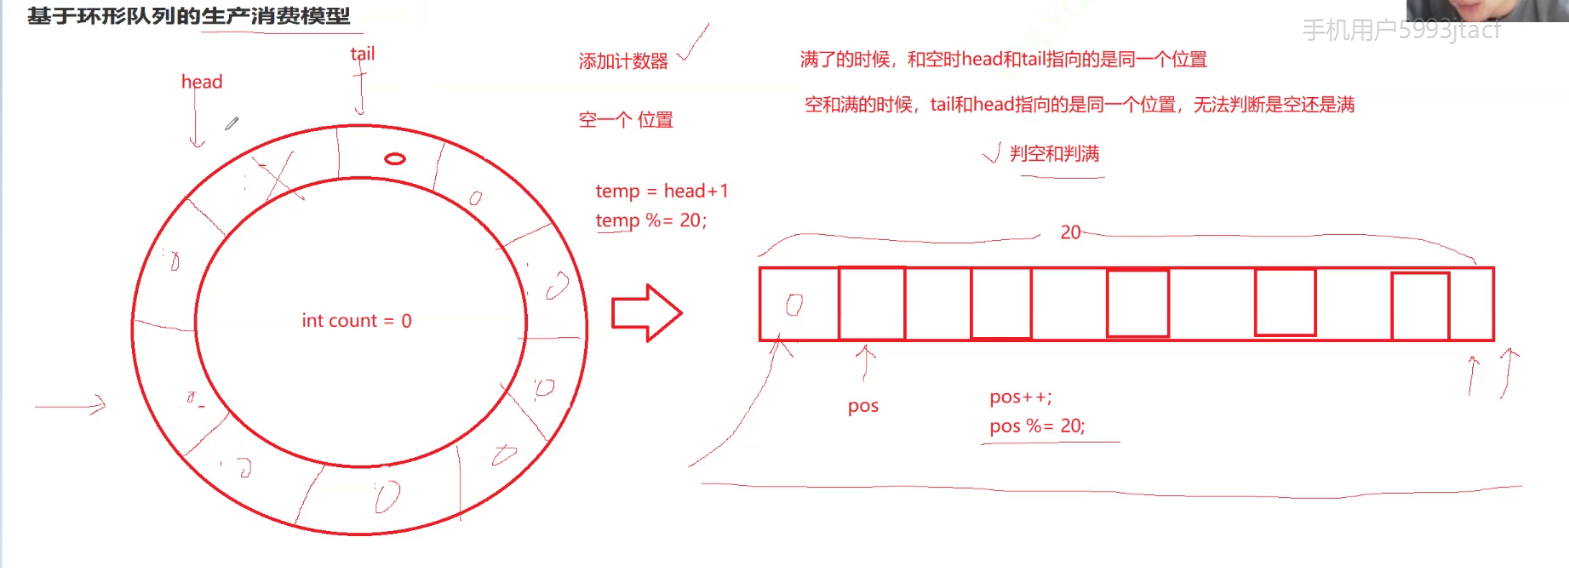 基于环形队列的生产消费模型
手机用户5993jtacf
tail
head
添加计数器
空一个 位置
满了的时候，和空时head和tail指向的是同一个位置
空和满的时候，tail和head指向的是同一个位置，无法判断是空还是满
判空和判满
temp = head+1
temp %= 20;
20
int count = 0
pos
pos++;
pos %= 20;